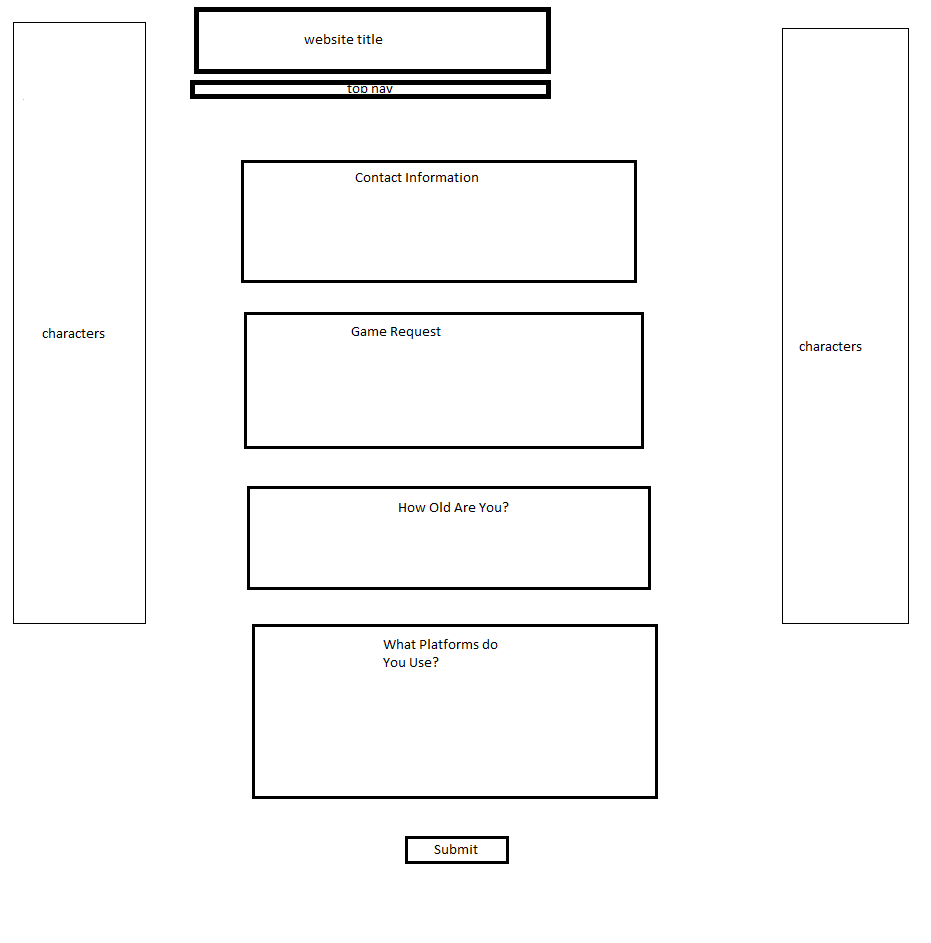 website title
top nav
Contact Information
Game Request
characters
characters
How Old Are You?
What Platforms do
You Use?
Submit